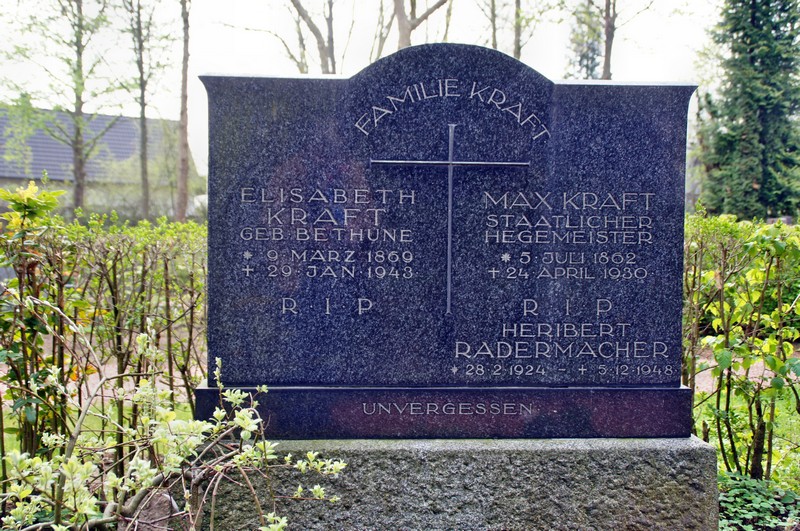 FAMILIE KRAFT
ELISABETH
KRAFT
GEB BETHUNE
* 9. MÄRZ 1869
+ 29. JAN 1943
R I P
MAX KRAFT
STAATLICHER
HEGEMEISTER
* 5. JULI 1862
+ 24 APRIL 1930
R I P
HERIBERT
RADERMACHER
* 28.2.1924 - + 5.12.1948
UNVERGESSEN